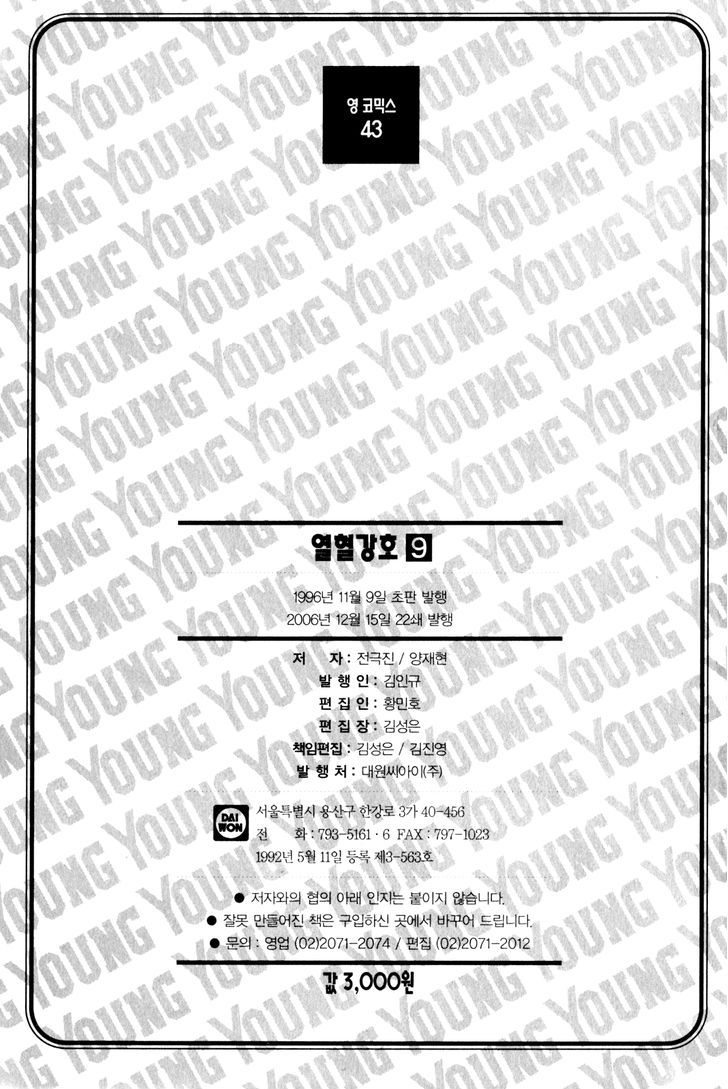 영 코믹스
43
열혈강호 9
1996년 11월 9일 초판 발행
2006년 12월 15일 22쇄 발행
저 자 : 전극진 / 양재현
발 행 인 : 김인규
편 집 인 : 황민호
편 집 장 : 김성은
책임편집 : 김성은 / 김진영
발 행 처 : 대원씨아이(주)
DAI
WON
서울특별시 용산구 한강로 3가 40-456
전 화 : 793-5161·6 FAX : 797-1023
1992년 5월 11일 등록 제3-563호
● 저자와의 협의 아래 인지는 붙이지 않습니다.
● 잘못 만들어진 책은 구입하신 곳에서 바꾸어 드립니다.
● 문의 : 영업 (02)2071-2074 / 편집 (02)2071-2012
값 3,000원